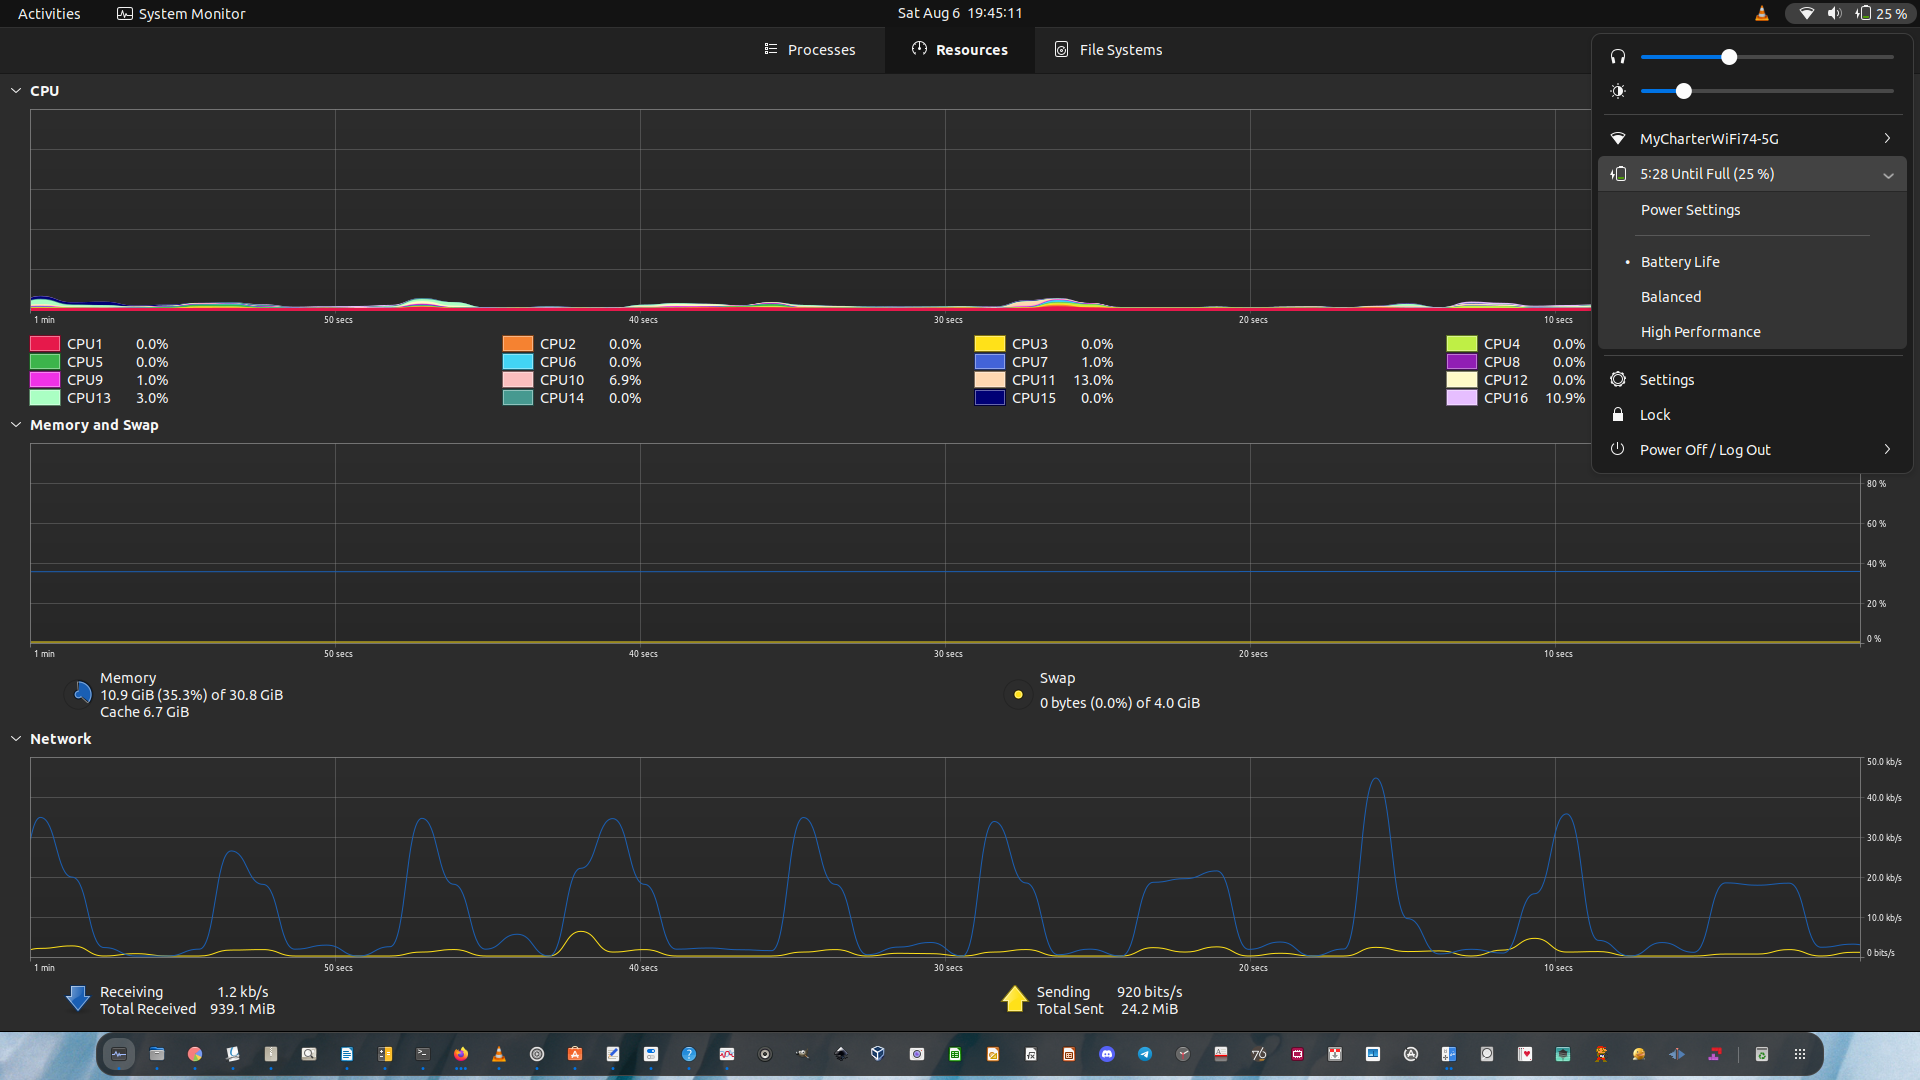 Activities System Monitor Sat Aug 6 19:45:11 25 %
Processes Resources File Systems
CPU
1 min 50 secs 40 secs 30 secs 20 secs 10 secs
CPU1 0.0% CPU2 0.0% CPU3 0.0% CPU4 0.0%
CPU5 0.0% CPU6 0.0% CPU7 1.0% CPU8 0.0%
CPU9 1.0% CPU10 6.9% CPU11 13.0% CPU12 0.0%
CPU13 3.0% CPU14 0.0% CPU15 0.0% CPU16 10.9%
MyCharterWiFi74-5G
5:28 Until Full (25 %)
Power Settings
• Battery Life
Balanced
High Performance
Settings
Lock
Power Off / Log Out
Memory and Swap
80 %
60 %
40 %
20 %
0 %
1 min 50 secs 40 secs 30 secs 20 secs 10 secs
Memory
10.9 GiB (35.3%) of 30.8 GiB
Cache 6.7 GiB
Swap
0 bytes (0.0%) of 4.0 GiB
Network
50.0 kb/s
40.0 kb/s
30.0 kb/s
20.0 kb/s
10.0 kb/s
0 bits/s
1 min 50 secs 40 secs 30 secs 20 secs 10 secs
Receiving 1.2 kb/s
Total Received 939.1 MiB
Sending 920 bits/s
Total Sent 24.2 MiB
76